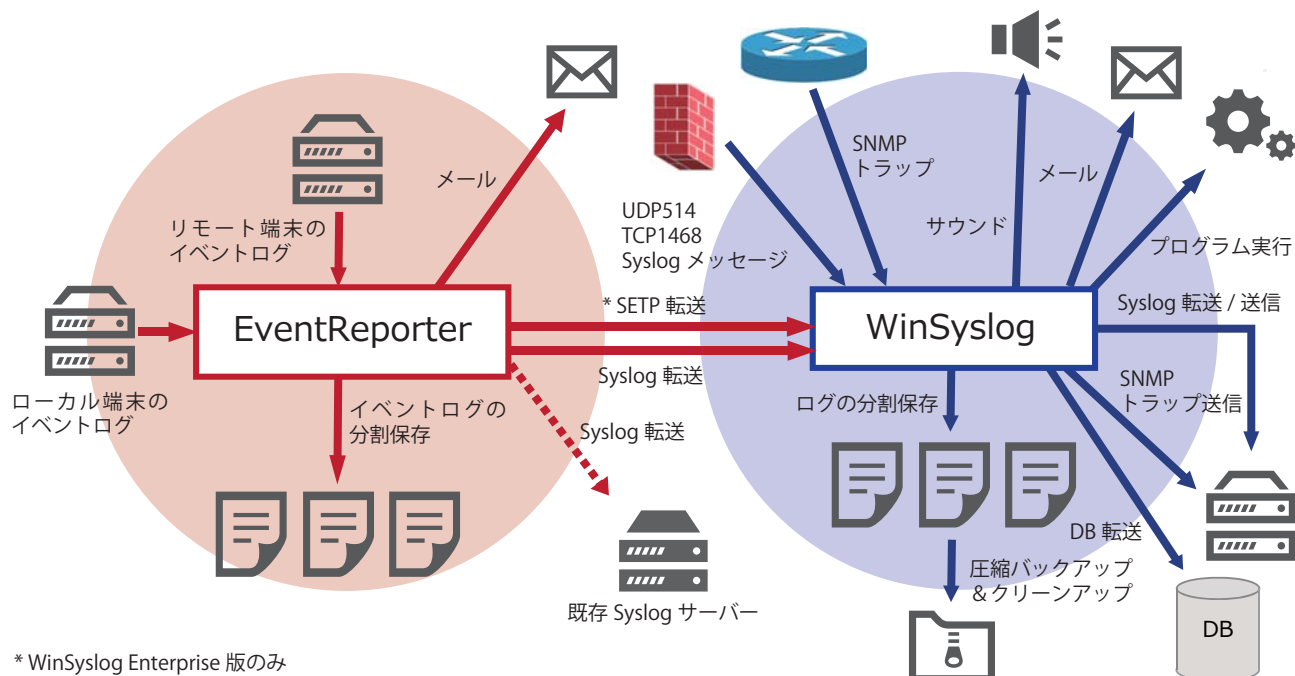 メール
リモート端末の
イベントログ
EventReporter
ローカル端末の
イベントログ
イベントログの
分割保存
* SETP 転送
Syslog 転送
Syslog 転送
既存 Syslog サーバー
UDP514
TCP1468
Syslog メッセージ
SNMP
トラップ
サウンド
メール
プログラム実行
WinSyslog
Syslog 転送 / 送信
SNMP
トラップ送信
ログの分割保存
DB 転送
圧縮バックアップ
&クリーンアップ
DB
* WinSyslog Enterprise 版のみ